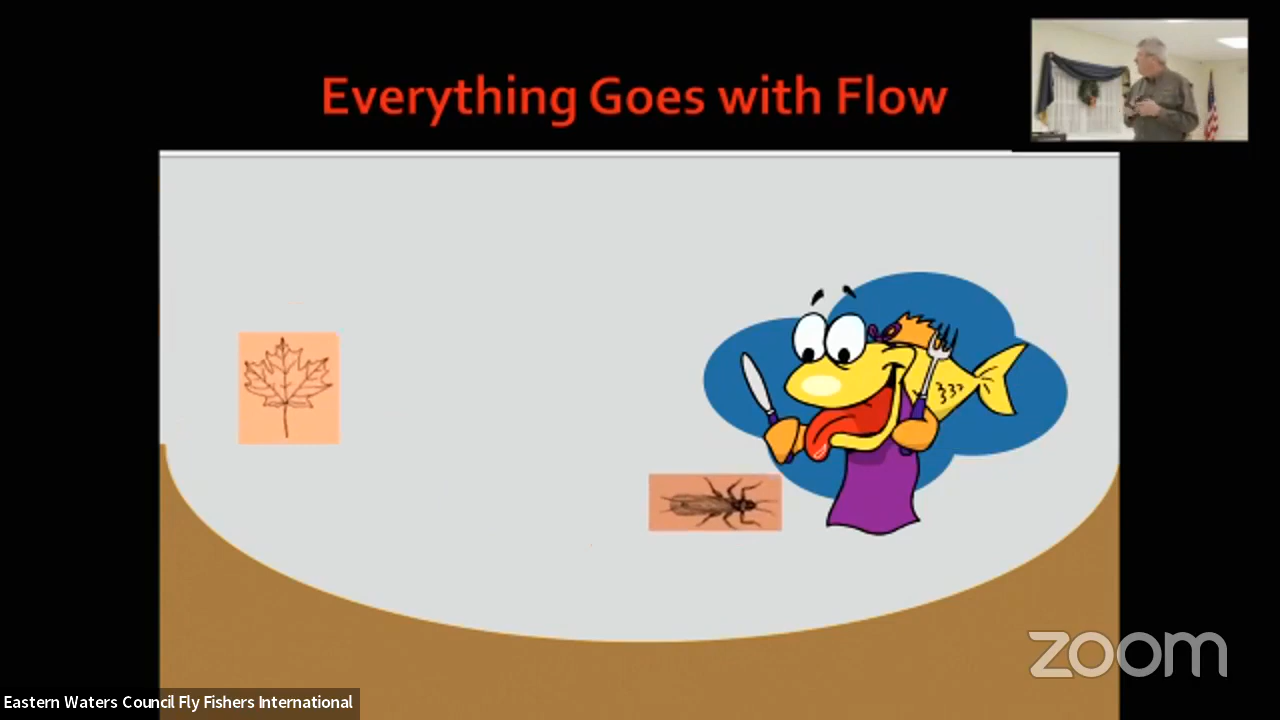 Everything Goes with Flow
zoom
Eastern Waters Council Fly Fishers International